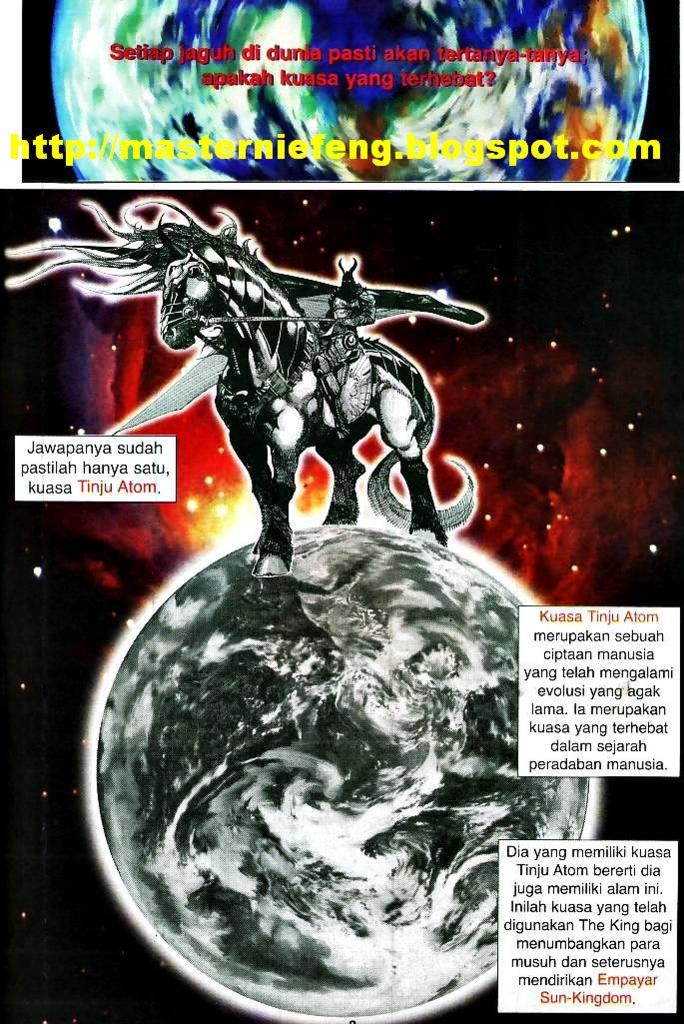 Setiap jaguh di dunia pasti akan tertanya-tanya;
apakah kuasa yang terhebat?
http://masterniefeng.blogspot.com
Jawapanya sudah
pastilah hanya satu,
kuasa Tinju Atom.
Kuasa Tinju Atom
merupakan sebuah
ciptaan manusia
yang telah mengalami
evolusi yang agak
lama. Ia merupakan
kuasa yang terhebat
dalam sejarah
peradaban manusia.
Dia yang memiliki kuasa
Tinju Atom bererti dia
juga memiliki alam ini.
Inilah kuasa yang telah
digunakan The King bagi
menumbangkan para
musuh dan seterusnya
mendirikan Empayar
Sun-Kingdom.